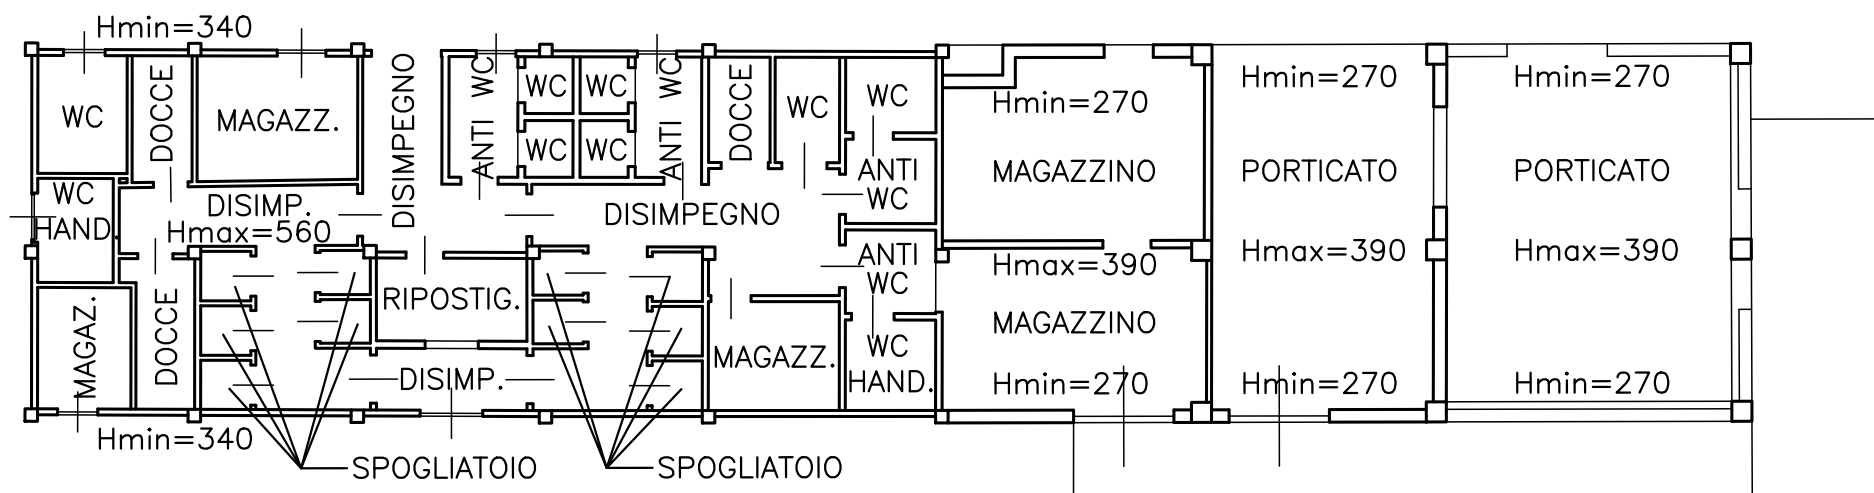 Hmin=340
WC
DOCCE
MAGAZZ.
DISIMPEGNO
ANTI WC
WC
WC
WC
WC
ANTI WC
DOCCE
WC
WC
ANTI
WC
Hmin=270
MAGAZZINO
Hmin=270
PORTICATO
Hmin=270
PORTICATO
WC
HAND.
DISIMP.
Hmax=560
DISIMPEGNO
ANTI
WC
Hmax=390
Hmax=390
Hmax=390
MAGAZ.
DOCCE
RIPOSTIG.
DISIMP.
MAGAZZ.
WC
HAND.
MAGAZZINO
Hmin=270
Hmin=270
Hmin=270
Hmin=340
SPOGLIATOIO
SPOGLIATOIO